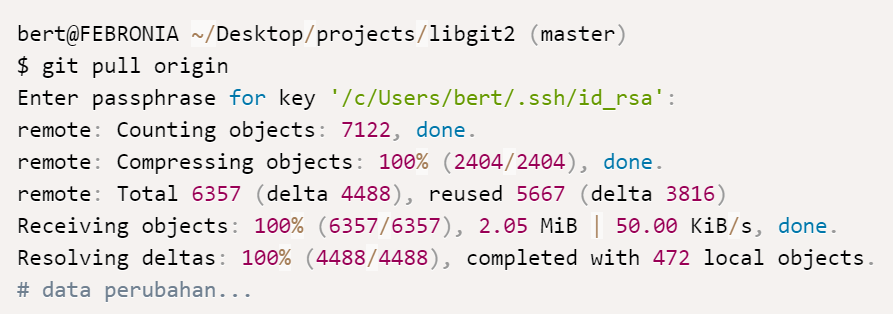 bert@FEBRONIA ~/Desktop/projects/libgit2 (master)
$ git pull origin
Enter passphrase for key '/c/Users/bert/.ssh/id_rsa':
remote: Counting objects: 7122, done.
remote: Compressing objects: 100% (2404/2404), done.
remote: Total 6357 (delta 4488), reused 5667 (delta 3816)
Receiving objects: 100% (6357/6357), 2.05 MiB | 50.00 KiB/s, done.
Resolving deltas: 100% (4488/4488), completed with 472 local objects.
# data perubahan...